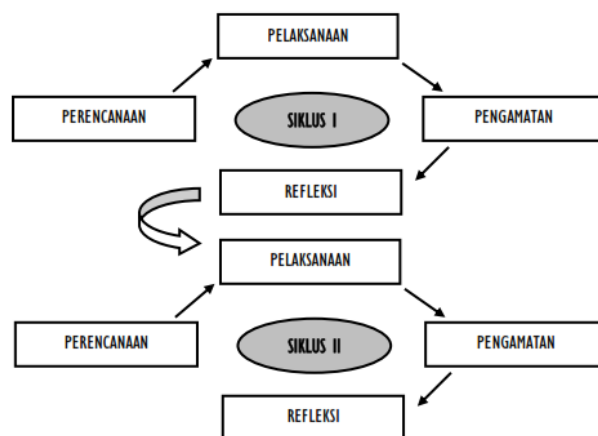 PELAKSANAAN
PERENCANAAN
SIKLUS I
PENGAMATAN
REFLEKSI
PELAKSANAAN
PERENCANAAN
SIKLUS II
PENGAMATAN
REFLEKSI